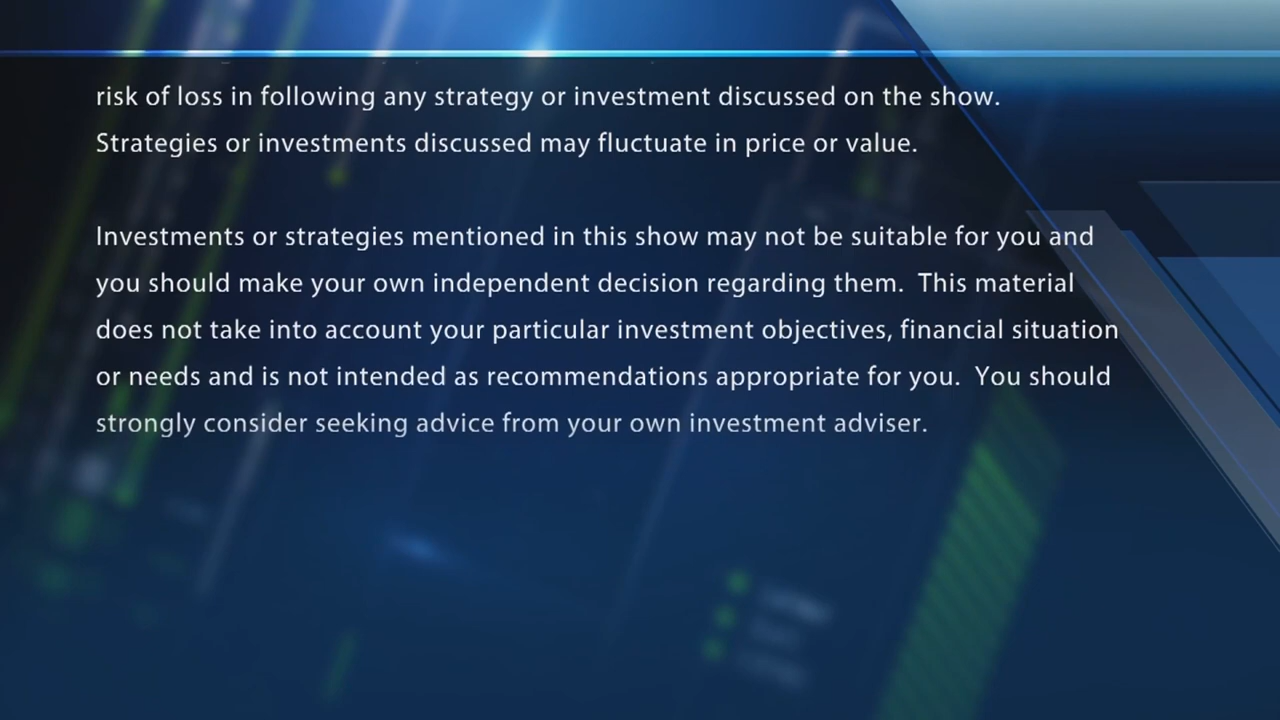 risk of loss in following any strategy or investment discussed on the show.
Strategies or investments discussed may fluctuate in price or value.
Investments or strategies mentioned in this show may not be suitable for you and
you should make your own independent decision regarding them.  This material
does not take into account your particular investment objectives, financial situation
or needs and is not intended as recommendations appropriate for you.  You should
strongly consider seeking advice from your own investment adviser.